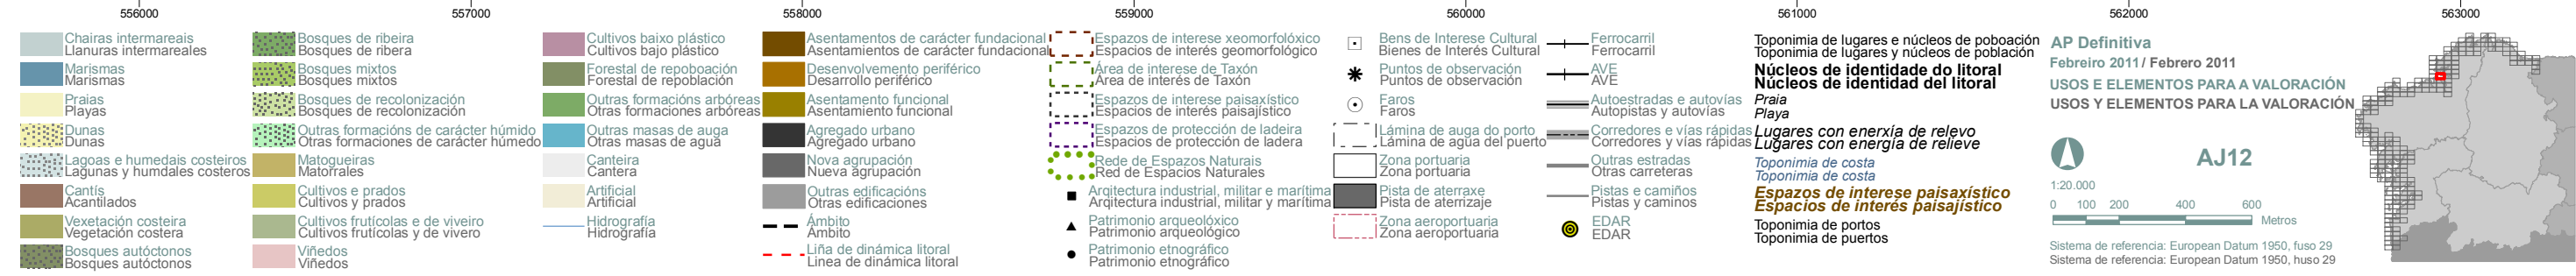 556000
557000
558000
559000
560000
561000
562000
563000
Chairas intermareais
Llanuras intermareales
Marismas
Marismas
Praias
Playas
Dunas
Dunas
Lagoas e humedais costeiros
Lagunas y humdales costeros
Cantís
Acantilados
Vexetación costeira
Vegetación costera
Bosques autóctonos
Bosques autóctonos
Bosques de ribeira
Bosques de ribera
Bosques mixtos
Bosques mixtos
Bosques de recolonización
Bosques de recolonización
Outras formacións de carácter húmido
Otras formaciones de carácter húmedo
Matogueiras
Matorrales
Cultivos e prados
Cultivos y prados
Cultivos frutícolas e de viveiro
Cultivos frutícolas y de vivero
Viñedos
Viñedos
Cultivos baixo plástico
Cultivos bajo plástico
Forestal de repoboación
Forestal de repoblación
Outras formacións arbóreas
Otras formaciones arbóreas
Outras masas de auga
Otras masas de agua
Canteira
Cantera
Artificial
Artificial
Hidrografía
Hidrografía
Asentamentos de carácter fundacional
Asentamientos de carácter fundacional
Desenvolvemento periférico
Desarrollo periférico
Asentamento funcional
Asentamiento funcional
Agregado urbano
Agregado urbano
Nova agrupación
Nueva agrupación
Outras edificacións
Otras edificaciones
Ámbito
Ámbito
Liña de dinámica litoral
Linea de dinámica litoral
Espazos de interese xeomorfolóxico
Espacios de interés geomorfológico
Área de interese de Taxón
Área de interés de Taxón
Espazos de interese paisaxístico
Espacios de interés paisajístico
Espazos de protección de ladeira
Espacios de protección de ladera
Rede de Espazos Naturais
Red de Espacios Naturales
Arqitectura industrial, militar e marítima
Arqitectura industrial, militar y marítima
Patrimonio arqueolóxico
Patrimonio arqueológico
Patrimonio etnográfico
Patrimonio etnográfico
Bens de Interese Cultural
Bienes de Interés Cultural
Puntos de observación
Puntos de observación
Faros
Faros
Lámina de auga do porto
Lámina de agua del puerto
Zona portuaria
Zona portuaria
Pista de aterraxe
Pista de aterrizaje
Zona aeroportuaria
Zona aeroportuaria
Ferrocarril
Ferrocarril
AVE
AVE
Autoestradas e autovías
Autopistas y autovías
Corredores e vías rápidas
Corredores y vías rápidas
Outras estradas
Otras carreteras
Pistas e camiños
Pistas y caminos
EDAR
EDAR
Toponimia de lugares e núcleos de poboación
Toponimia de lugares y núcleos de población
Núcleos de identidade do litoral
Núcleos de identidad del litoral
Praia
Playa
Lugares con enerxía de relevo
Lugares con energía de relieve
Toponimia de costa
Toponimia de costa
Espazos de interese paisaxístico
Espacios de interés paisajístico
Toponimia de portos
Toponimia de puertos
AP Definitiva
Febreiro 2011 / Febrero 2011
USOS E ELEMENTOS PARA A VALORACIÓN
USOS Y ELEMENTOS PARA LA VALORACIÓN
AJ12
1:20.000
0 100 200 400 600
Metros
Sistema de referencia: European Datum 1950, fuso 29
Sistema de referencia: European Datum 1950, huso 29